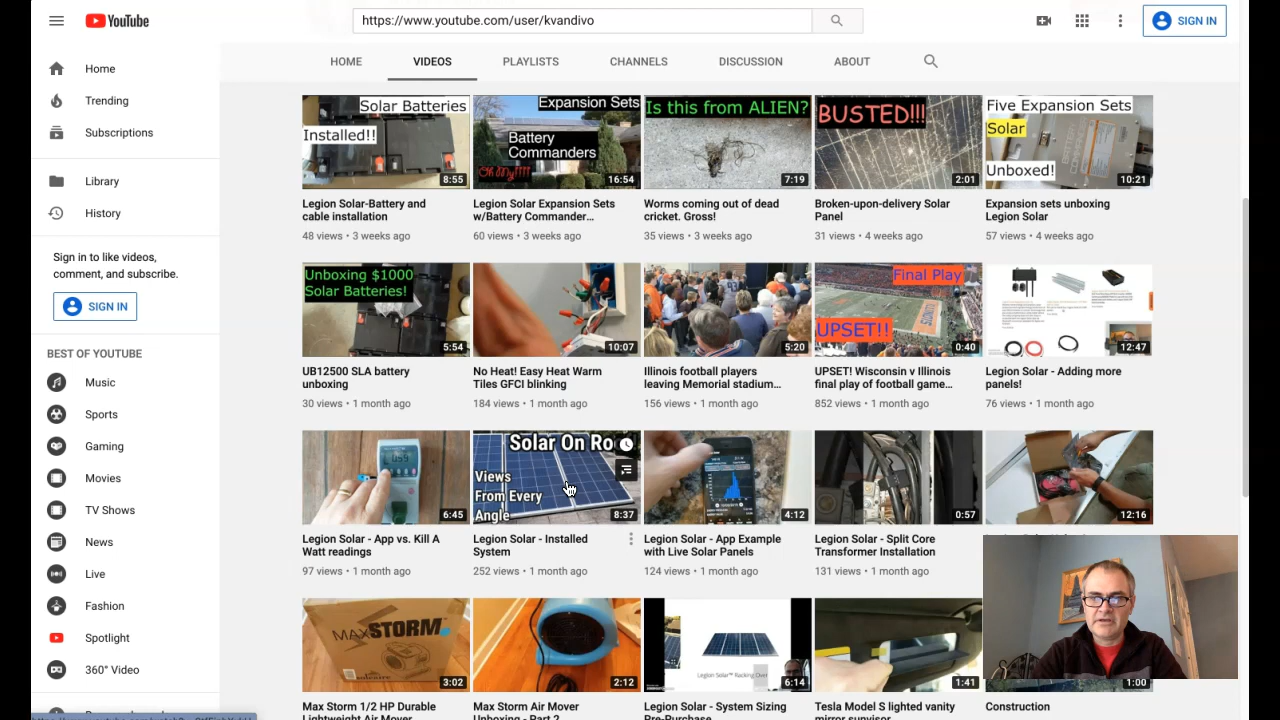 YouTube
https://www.youtube.com/user/kvandivo
SIGN IN
HOME VIDEOS PLAYLISTS CHANNELS DISCUSSION ABOUT
Home
Trending
Subscriptions
Library
History
Sign in to like videos,
comment, and subscribe.
SIGN IN
BEST OF YOUTUBE
Music
Sports
Gaming
Movies
TV Shows
News
Live
Fashion
Spotlight
360° Video
Solar Batteries
Installed!!
8:55
Legion Solar-Battery and
cable installation
48 views • 3 weeks ago
Expansion Sets
Battery
Commanders
Oh My!!!!
16:54
Legion Solar Expansion Sets
w/Battery Commander...
60 views • 3 weeks ago
Is this from ALIEN?
7:19
Worms coming out of dead
cricket. Gross!
35 views • 3 weeks ago
BUSTED!!!
2:01
Broken-upon-delivery Solar
Panel
31 views • 4 weeks ago
Five Expansion Sets
Solar
Unboxed!
10:21
Expansion sets unboxing
Legion Solar
57 views • 4 weeks ago
Unboxing $1000
Solar Batteries!
5:54
UB12500 SLA battery
unboxing
30 views • 1 month ago
10:07
No Heat! Easy Heat Warm
Tiles GFCI blinking
184 views • 1 month ago
5:20
Illinois football players
leaving Memorial stadium...
156 views • 1 month ago
Final Play
UPSET!!
0:40
UPSET! Wisconsin v Illinois
final play of football game...
852 views • 1 month ago
12:47
Legion Solar - Adding more
panels!
76 views • 1 month ago
6:45
Legion Solar - App vs. Kill A
Watt readings
97 views • 1 month ago
Solar On Ro
Views
From Every
Angle
8:37
Legion Solar - Installed
System
252 views • 1 month ago
4:12
Legion Solar - App Example
with Live Solar Panels
124 views • 1 month ago
0:57
Legion Solar - Split Core
Transformer Installation
131 views • 1 month ago
12:16
MAXSTORM
3:02
Max Storm 1/2 HP Durable
Lightweight Air Mover
2:12
Max Storm Air Mover
Unboxing - Part 2
Legion Solar™ Racking Over
6:14
Legion Solar - System Sizing
Pre-Purchase
1:41
Tesla Model S lighted vanity
mirror
1:00
Construction